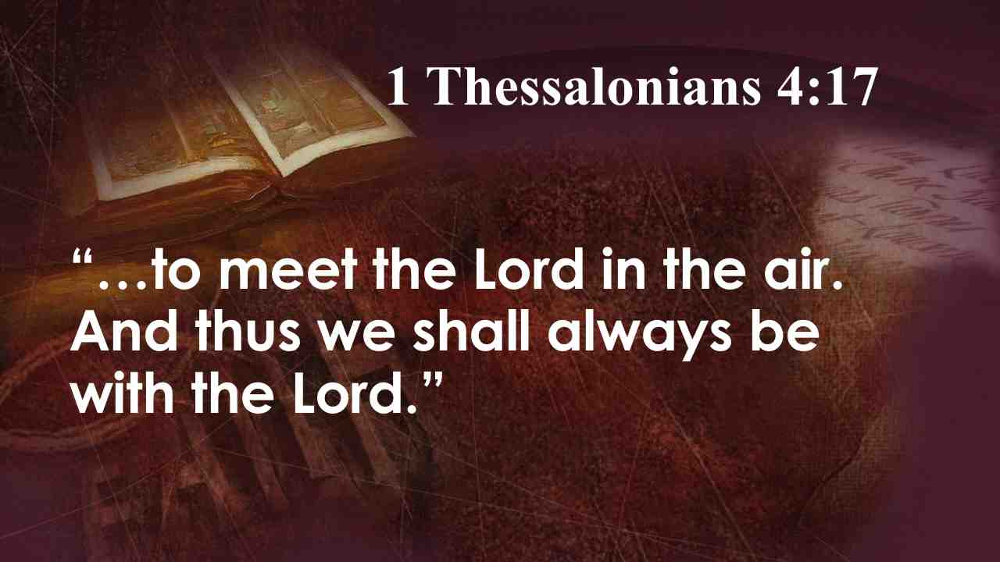 1 Thessalonians 4:17
“…to meet the Lord in the air.
And thus we shall always be
with the Lord.”